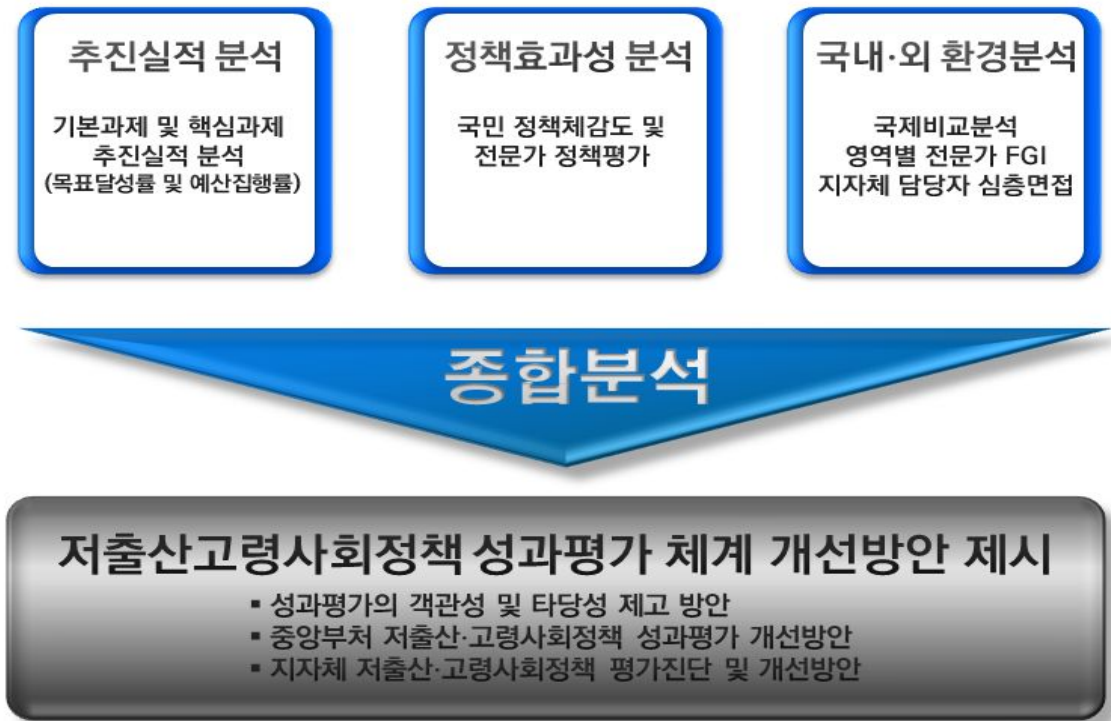 추진실적 분석
기본과제 및 핵심과제
추진실적 분석
(목표달성률 및 예산집행률)
정책효과성 분석
국민 정책체감도 및
전문가 정책평가
국내·외 환경분석
국제비교분석
영역별 전문가 FGI
지자체 담당자 심층면접
종합분석
저출산고령사회정책 성과평가 체계 개선방안 제시
▪ 성과평가의 객관성 및 타당성 제고 방안
▪ 중앙부처 저출산·고령사회정책 성과평가 개선방안
▪ 지자체 저출산·고령사회정책 평가진단 및 개선방안